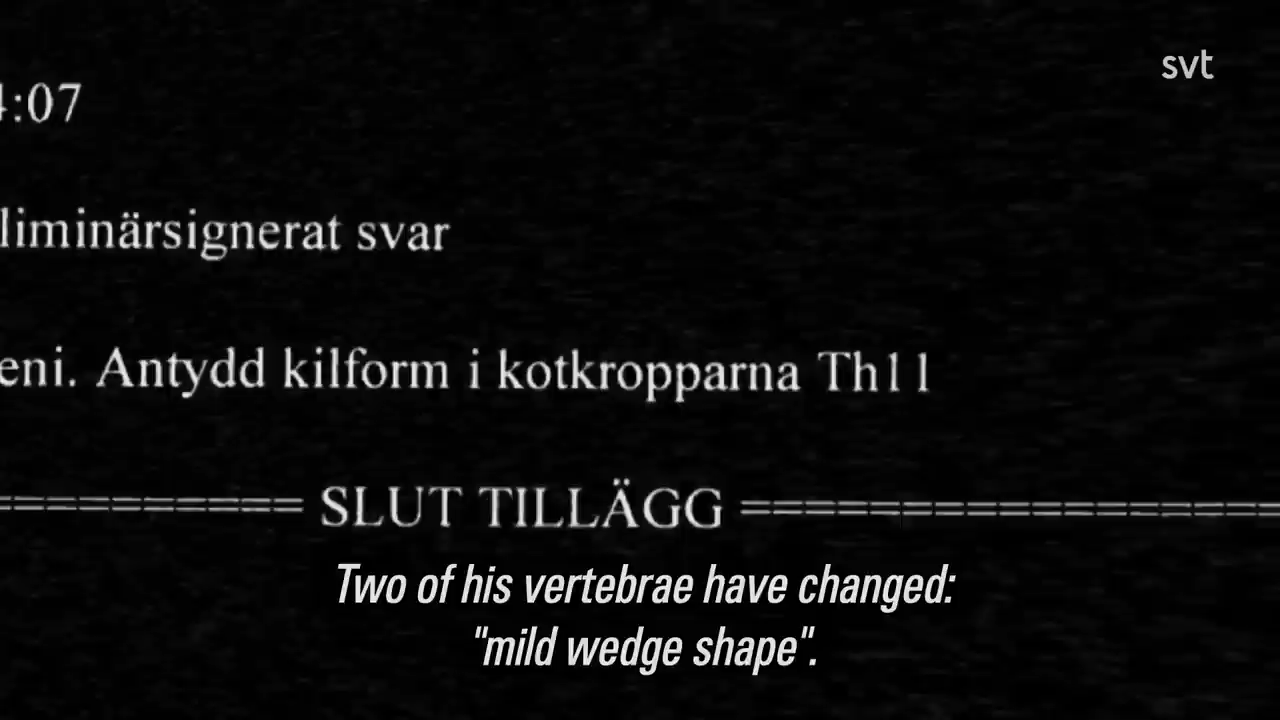 svt
4:07
liminärsignerat svar
eni. Antydd kilform i kotkropparna Th11
SLUT TILLÄGG
Two of his vertebrae have changed:
"mild wedge shape".